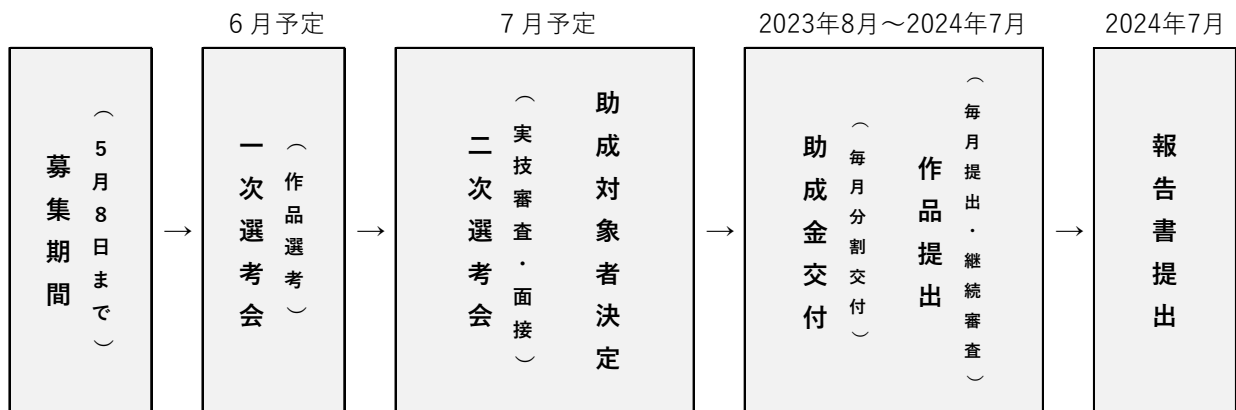 募集期間
（5月8日まで）
→
6月予定
一次選考会
（作品選考）
→
7月予定
二次選考会
（実技審査・面接）
助成対象者決定
→
2023年8月～2024年7月
助成金交付
（毎月分割交付）
作品提出
（毎月提出・継続審査）
→
2024年7月
報告書提出